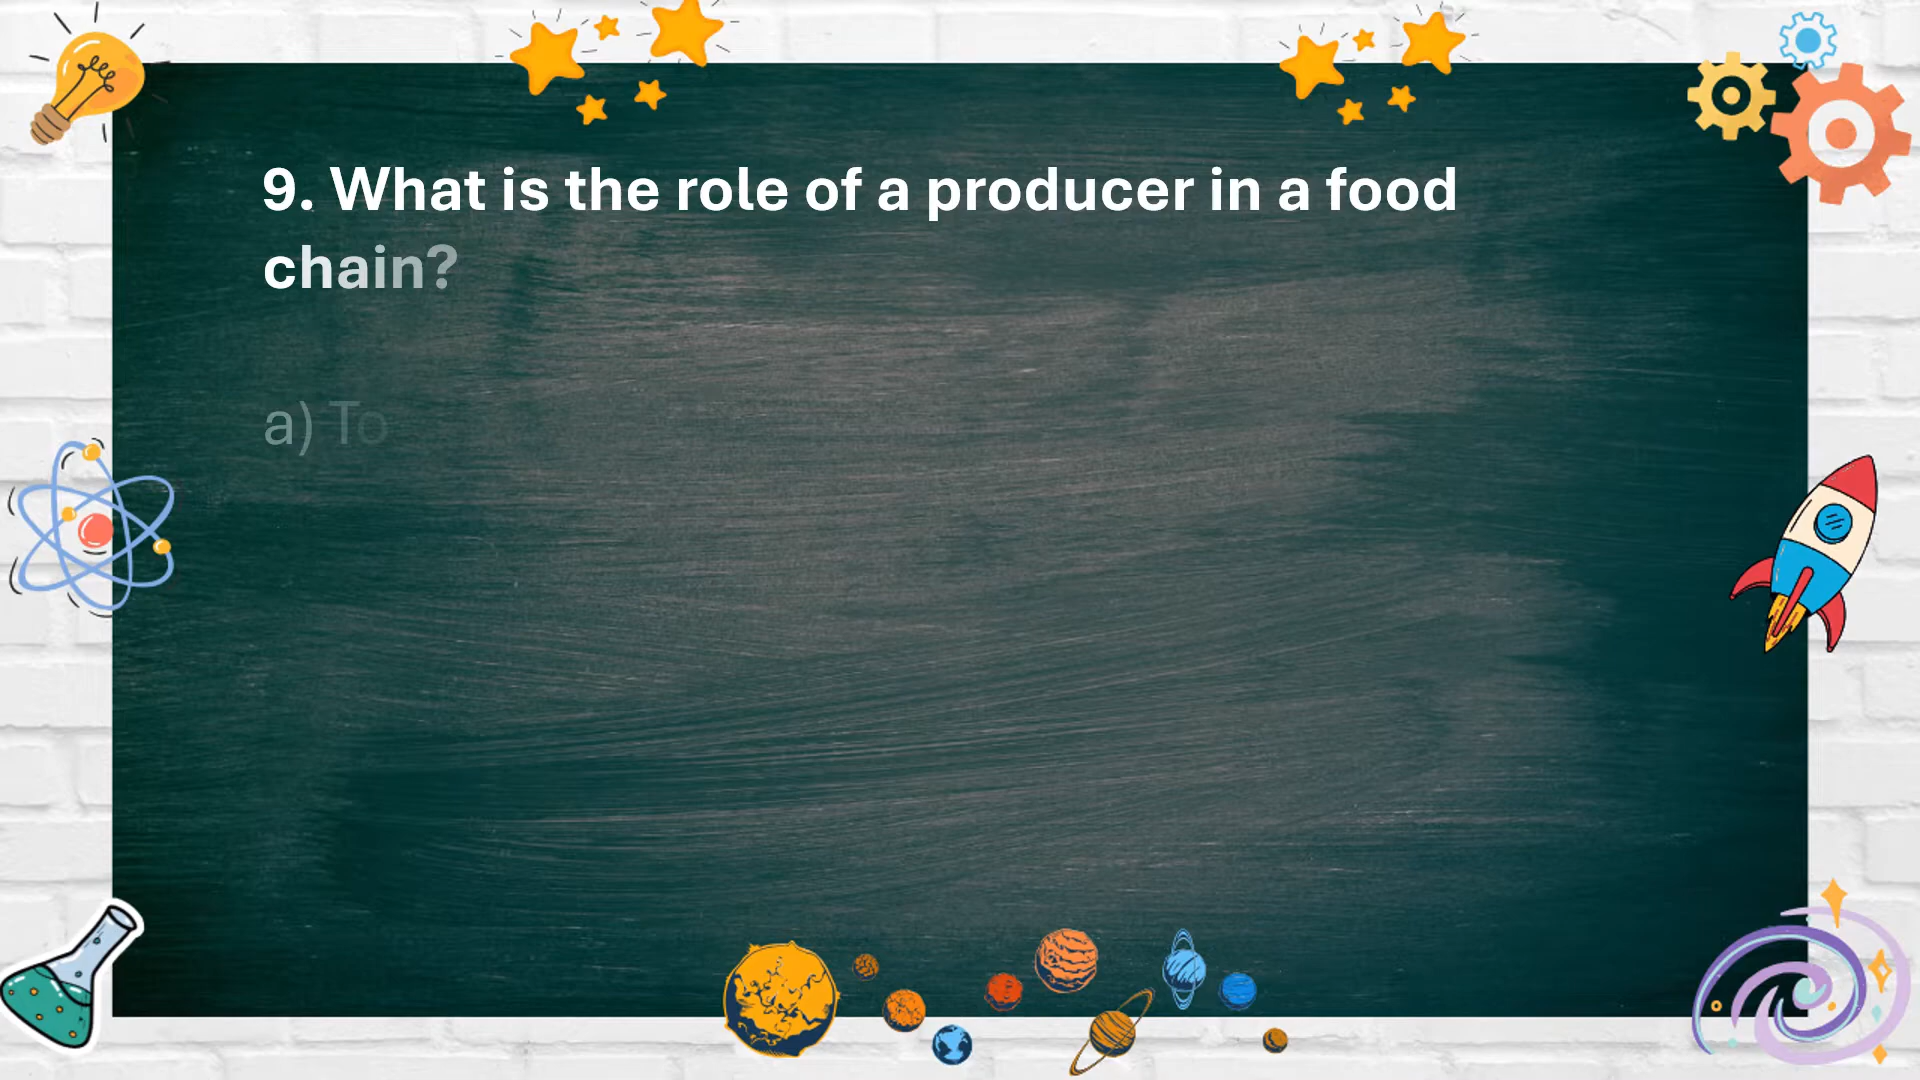 9. What is the role of a producer in a food
chain?
a) To